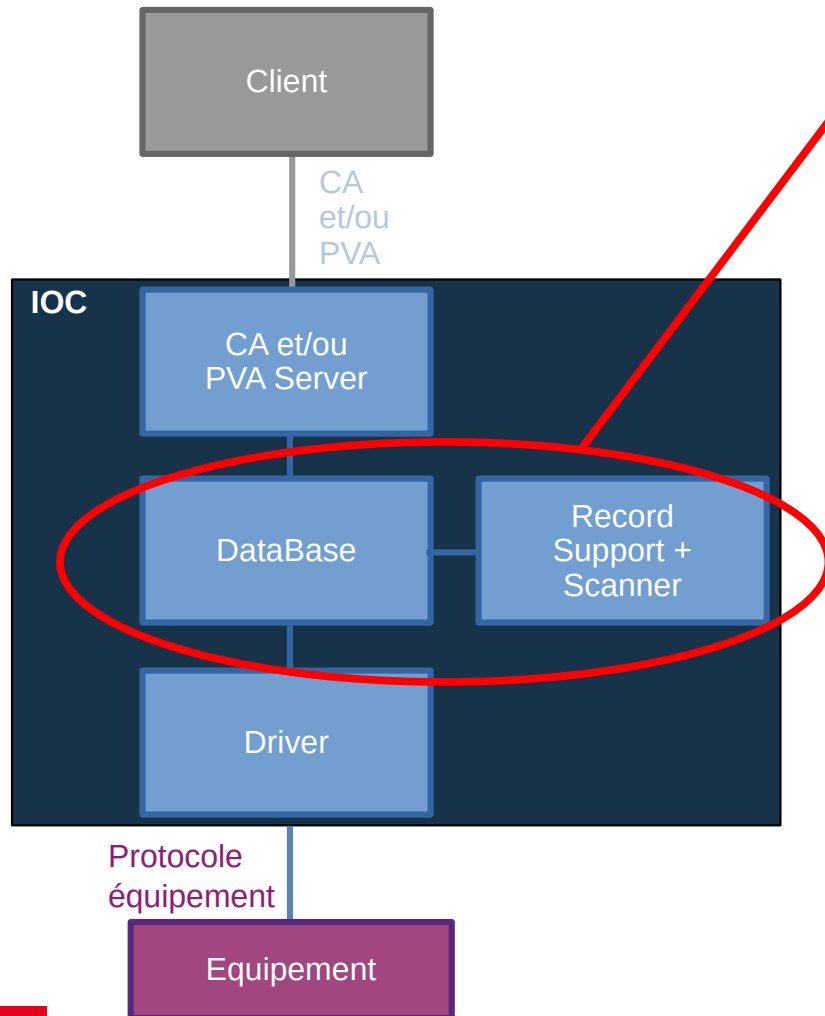 Client
CA
et/ou
PVA
IOC
CA et/ou
PVA Server
DataBase
Record
Support +
Scanner
Driver
Protocole
équipement
Equipement